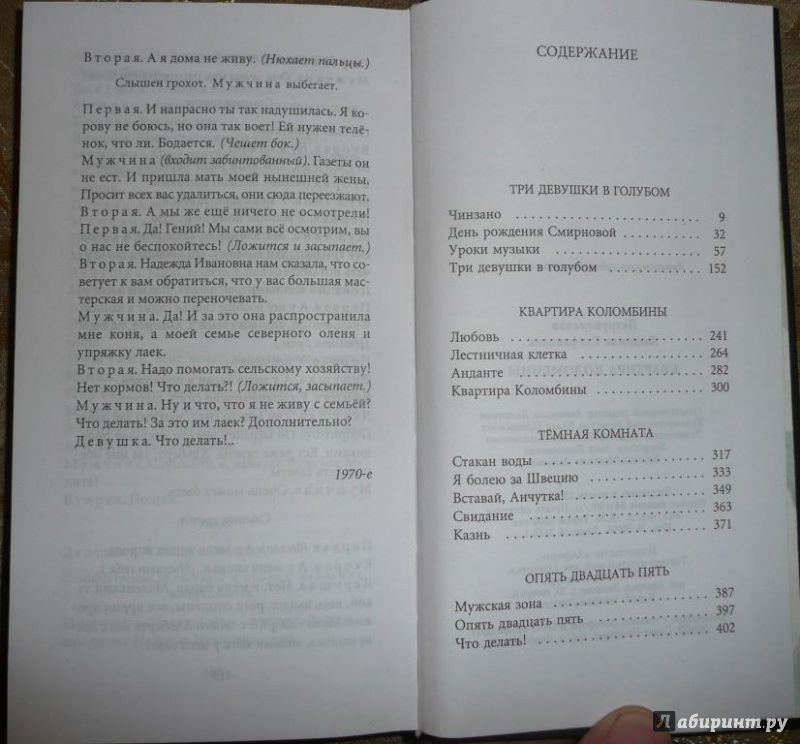 Вторая. А я дома не живу. (Нюхает пальцы.)
Слышен грохот. Мужчина выбегает.
Первая. И напрасно ты так надушилась. Я ко-
рову не боюсь, но она так воет! Ей нужен телё-
нок, что ли. Бодается. (Чешет бок.)
Мужчина (входит забинтованный). Газеты он
не ест. И пришла мать моей нынешней жены.
Просит всех вас удалиться, они сюда переезжают.
Вторая. А мы же ещё ничего не осмотрели!
Первая. Да! Гений! Мы сами всё осмотрим, вы
о нас не беспокойтесь! (Ложится и засыпает.)
Вторая. Надежда Ивановна нам сказала, что со-
ветует к вам обратиться, что у вас большая мас-
терская и можно переночевать.
Мужчина. Да! И за это она распространила
мне коня, а моей семье северного оленя и
упряжку лаек.
Вторая. Надо помогать сельскому хозяйству!
Нет кормов! Что делать?! (Ложится, засыпает.)
Мужчина. Ну и что, что я не живу с семьёй?
Что делать! За это им лаек? Дополнительно?
Девушка. Что делать!..
1970-е
СОДЕРЖАНИЕ
ТРИ ДЕВУШКИ В ГОЛУБОМ
Чинзано . . . . . . . . . . . . . . . . . . . . 9
День рождения Смирновой . . . . . . . . . . 32
Уроки музыки . . . . . . . . . . . . . . . . . 57
Три девушки в голубом . . . . . . . . . . . . 152
КВАРТИРА КОЛОМБИНЫ
Любовь . . . . . . . . . . . . . . . . . . . . 241
Лестничная клетка . . . . . . . . . . . . . . 264
Анданте . . . . . . . . . . . . . . . . . . . 282
Квартира Коломбины . . . . . . . . . . . . . 300
ТЁМНАЯ КОМНАТА
Стакан воды . . . . . . . . . . . . . . . . . 317
Я болею за Швецию . . . . . . . . . . . . . . 333
Вставай, Анчутка! . . . . . . . . . . . . . . 349
Свидание . . . . . . . . . . . . . . . . . . . 363
Казнь . . . . . . . . . . . . . . . . . . . . 371
ОПЯТЬ ДВАДЦАТЬ ПЯТЬ
Мужская зона . . . . . . . . . . . . . . . . . 387
Опять двадцать пять . . . . . . . . . . . . . 397
Что делать! . . . . . . . . . . . . . . . . . 402
Лабиринт.ру